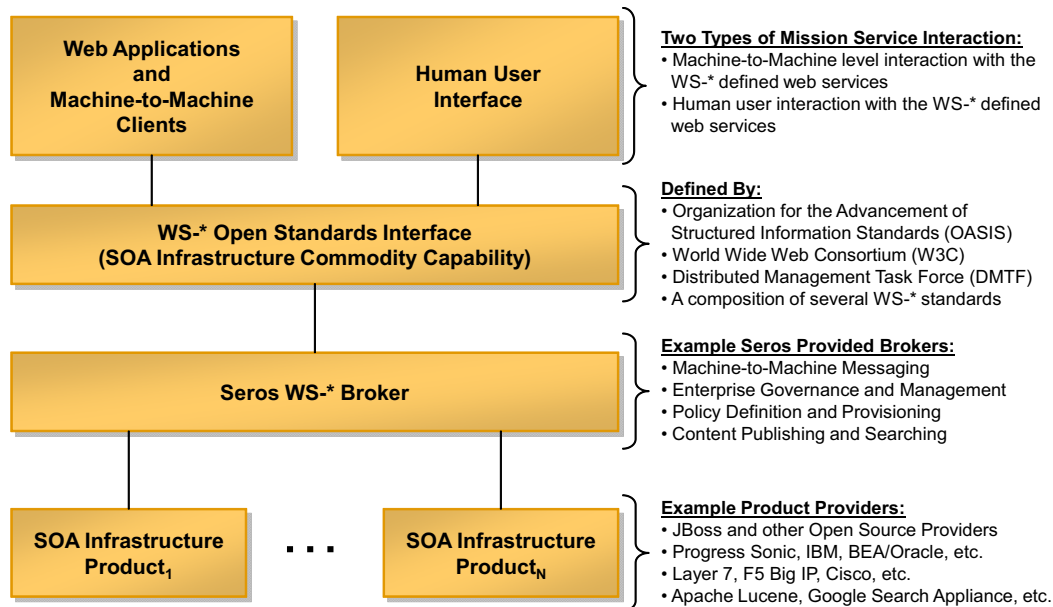 Web Applications
and
Machine-to-Machine
Clients
Human User
Interface
Two Types of Mission Service Interaction:
• Machine-to-Machine level interaction with the
WS-* defined web services
• Human user interaction with the WS-* defined
web services
WS-* Open Standards Interface
(SOA Infrastructure Commodity Capability)
Defined By:
• Organization for the Advancement of
Structured Information Standards (OASIS)
• World Wide Web Consortium (W3C)
• Distributed Management Task Force (DMTF)
• A composition of several WS-* standards
Seros WS-* Broker
Example Seros Provided Brokers:
• Machine-to-Machine Messaging
• Enterprise Governance and Management
• Policy Definition and Provisioning
• Content Publishing and Searching
SOA Infrastructure
Product₁
. . .
SOA Infrastructure
Product_N
Example Product Providers:
• JBoss and other Open Source Providers
• Progress Sonic, IBM, BEA/Oracle, etc.
• Layer 7, F5 Big IP, Cisco, etc.
• Apache Lucene, Google Search Appliance, etc.